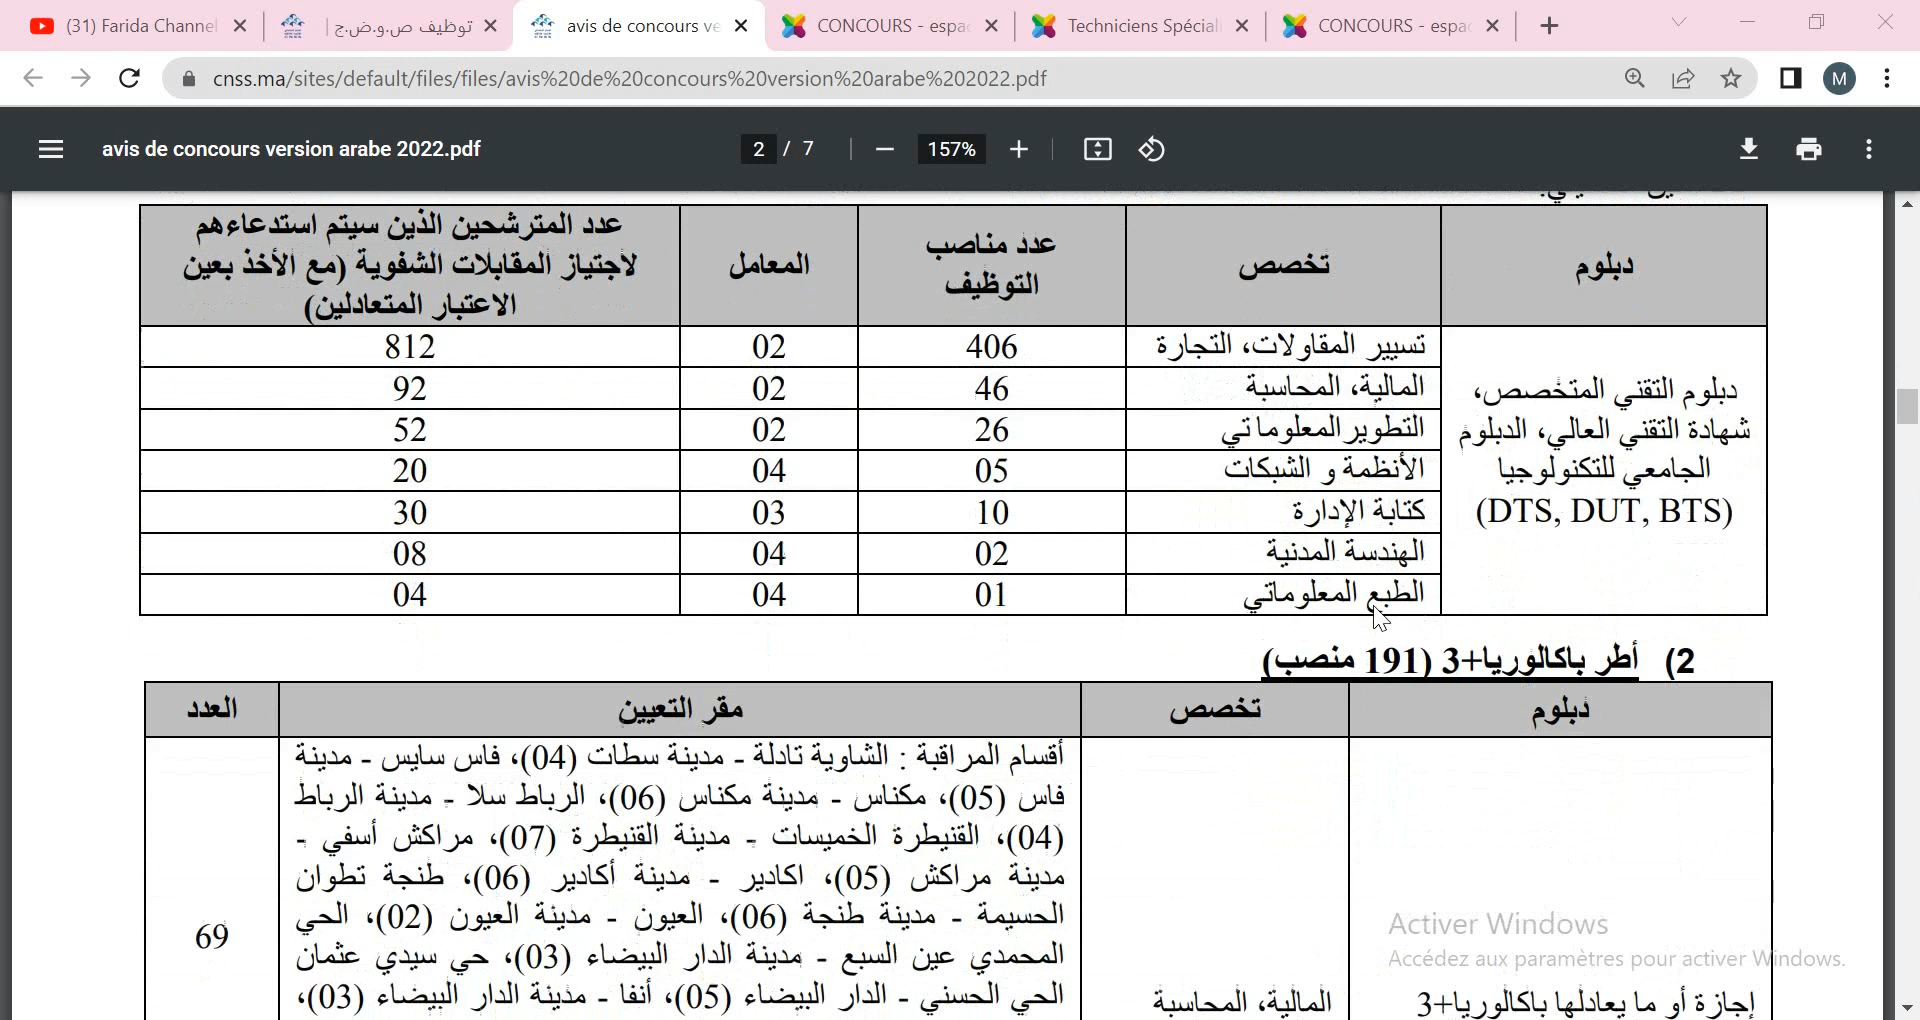 (31) Farida Channel
توظيف ص.و.ض.ج |
avis de concours ve
CONCOURS - espac
Techniciens Spéciali
CONCOURS - espac
cnss.ma/sites/default/files/files/avis%20de%20concours%20version%20arabe%202022.pdf
M
avis de concours version arabe 2022.pdf
2 / 7
157%
دبلوم
تخصص
عدد مناصب
التوظيف
المعامل
عدد المترشحين الذين سيتم استدعاءهم
لاجتياز المقابلات الشفوية (مع الأخذ بعين
الاعتبار المتعادلين)
دبلوم التقني المتخصص،
شهادة التقني العالي، الدبلوم
الجامعي للتكنولوجيا
(DTS, DUT, BTS)
تسيير المقاولات، التجارة 406 02 812
المالية، المحاسبة 46 02 92
التطوير المعلوماتي 26 02 52
الأنظمة و الشبكات 05 04 20
كتابة الإدارة 10 03 30
الهندسة المدنية 02 04 08
الطبع المعلوماتي 01 04 04
2) أطر باكالوريا+3 (191 منصب)
دبلوم تخصص مقر التعيين العدد
أقسام المراقبة : الشاوية تادلة - مدينة سطات (04)، فاس سايس - مدينة
فاس (05)، مكناس - مدينة مكناس (06)، الرباط سلا - مدينة الرباط
(04)، القنيطرة الخميسات - مدينة القنيطرة (07)، مراكش أسفي -
مدينة مراكش (05)، اكادير - مدينة أكادير (06)، طنجة تطوان
الحسيمة - مدينة طنجة (06)، العيون - مدينة العيون (02)، الحي
المحمدي عين السبع - مدينة الدار البيضاء (03)، حي سيدي عثمان
الحي الحسني - الدار البيضاء (05)، أنفا - مدينة الدار البيضاء (03)،
69
المالية، المحاسبة
إجازة أو ما يعادلها باكالوريا+3
Activer Windows
Accédez aux paramètres pour activer Windows.